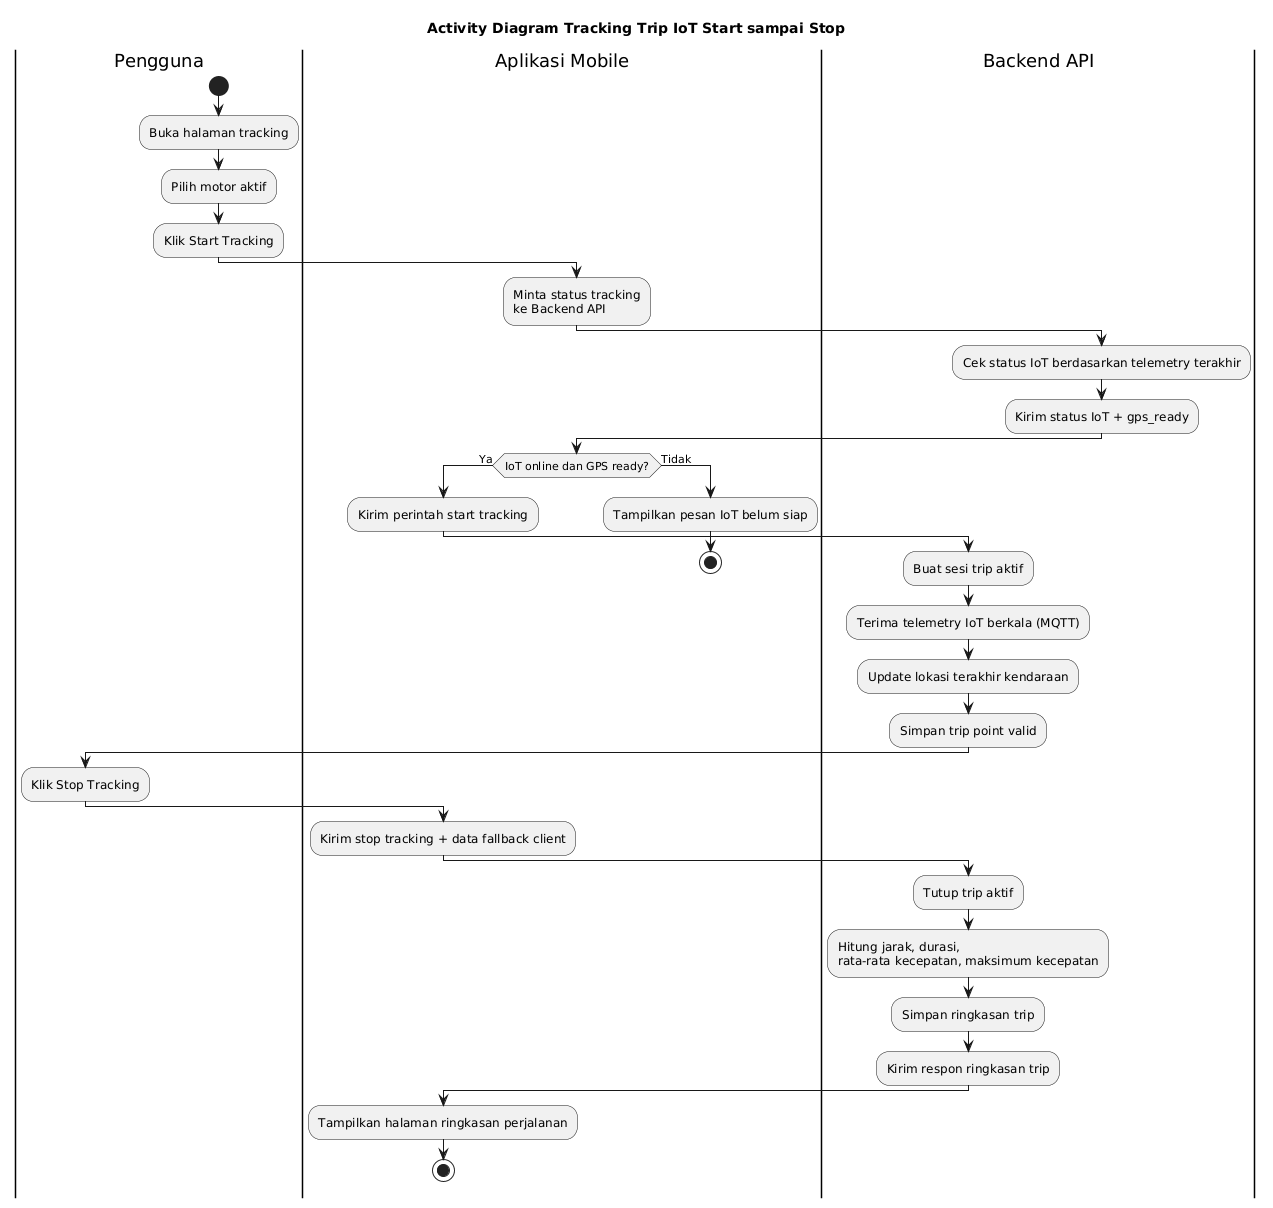 Activity Diagram Tracking Trip IoT Start sampai Stop
Pengguna
Aplikasi Mobile
Backend API
Buka halaman tracking
Pilih motor aktif
Klik Start Tracking
Minta status tracking
ke Backend API
Cek status IoT berdasarkan telemetry terakhir
Kirim status IoT + gps_ready
Ya
IoT online dan GPS ready?
Tidak
Kirim perintah start tracking
Tampilkan pesan IoT belum siap
Buat sesi trip aktif
Terima telemetry IoT berkala (MQTT)
Update lokasi terakhir kendaraan
Simpan trip point valid
Klik Stop Tracking
Kirim stop tracking + data fallback client
Tutup trip aktif
Hitung jarak, durasi,
rata-rata kecepatan, maksimum kecepatan
Simpan ringkasan trip
Kirim respon ringkasan trip
Tampilkan halaman ringkasan perjalanan